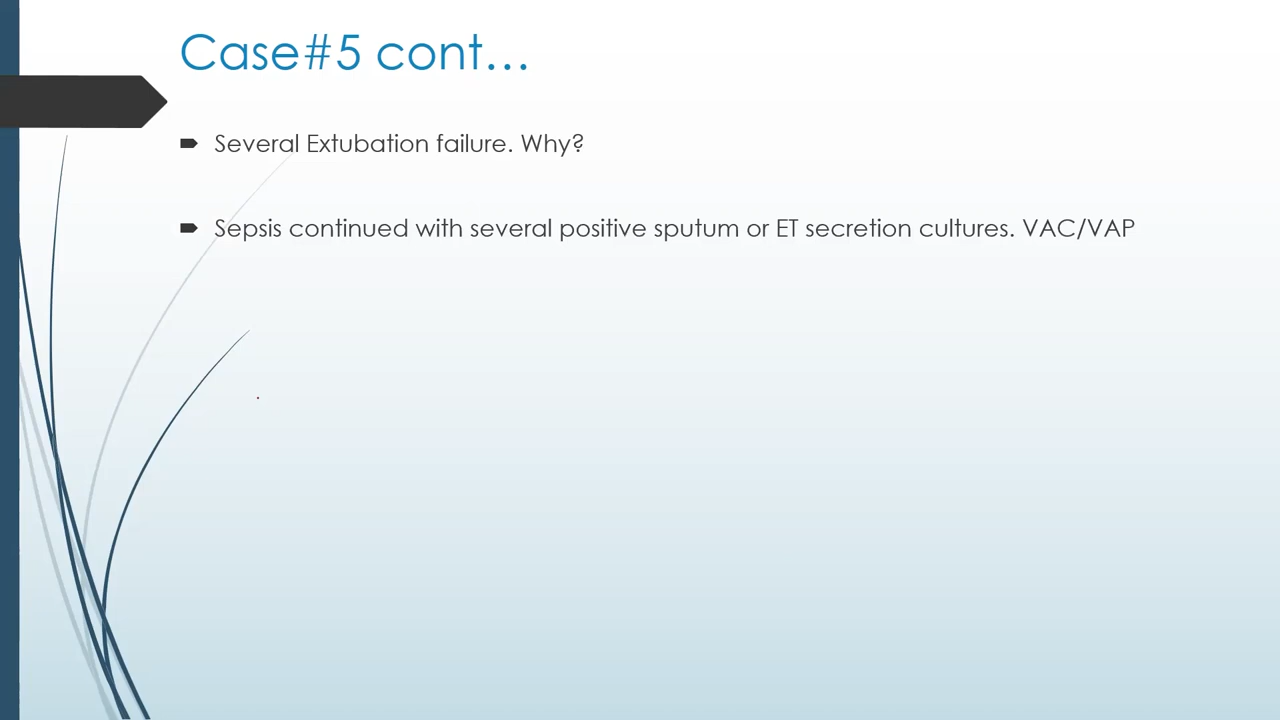 Case#5 cont…
Several Extubation failure. Why?
Sepsis continued with several positive sputum or ET secretion cultures. VAC/VAP